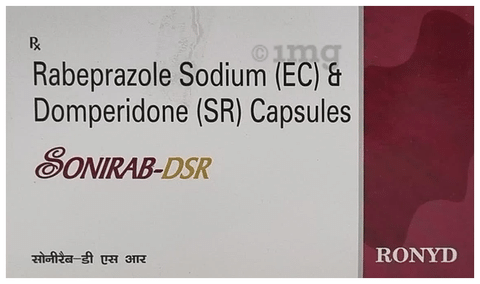 ℞
©1mg
Rabeprazole Sodium (EC) &
Domperidone (SR) Capsules
SONIRAB-DSR
सोनीरैब-डी एस आर
RONYD